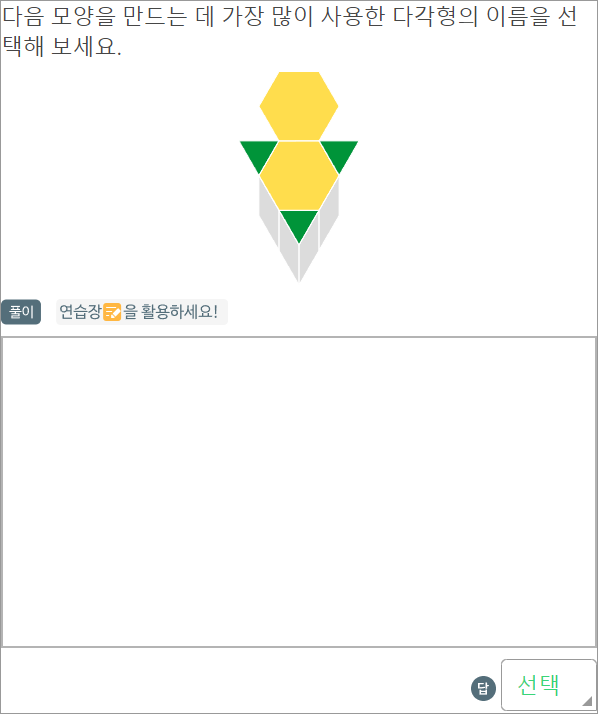 다음 모양을 만드는 데 가장 많이 사용한 다각형의 이름을 선
택해 보세요.
풀이 연습장을 활용하세요!
답 선택